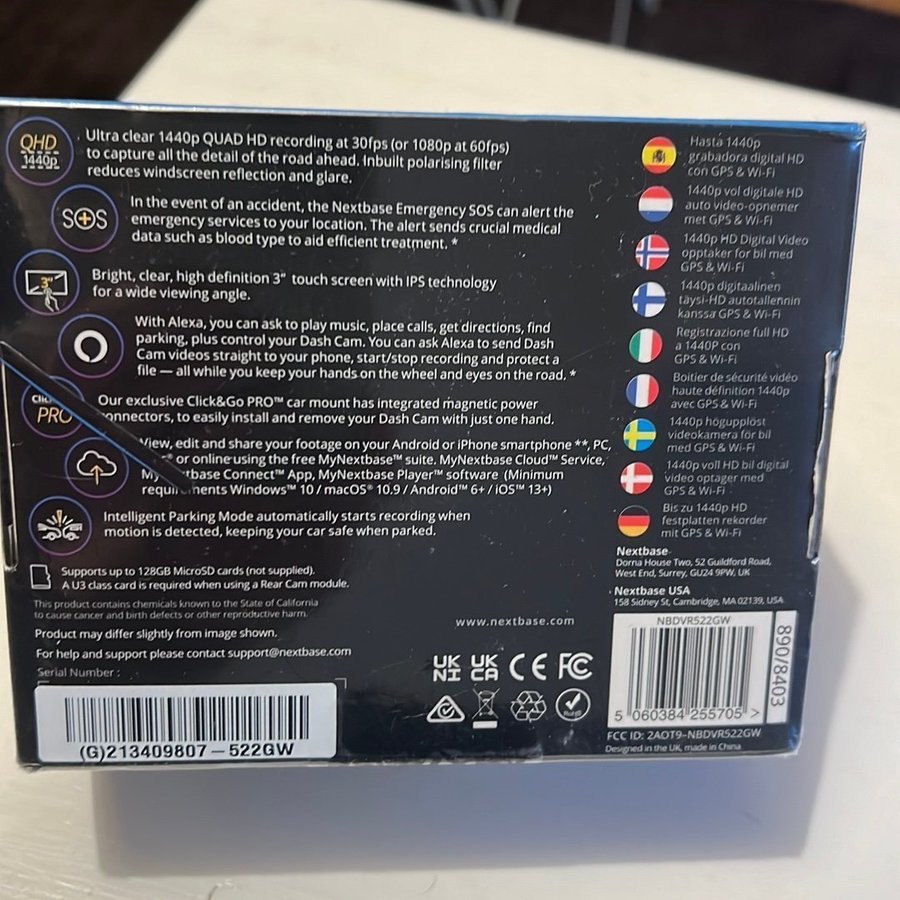 QHD
1440p
Ultra clear 1440p QUAD HD recording at 30fps (or 1080p at 60fps)
to capture all the detail of the road ahead. Inbuilt polarising filter
reduces windscreen reflection and glare.
SOS
In the event of an accident, the Nextbase Emergency SOS can alert the
emergency services to your location. The alert sends crucial medical
data such as blood type to aid efficient treatment. *
3"
Bright, clear, high definition 3" touch screen with IPS technology
for a wide viewing angle.
With Alexa, you can ask to play music, place calls, get directions, find
parking, plus control your Dash Cam. You can ask Alexa to send Dash
Cam videos straight to your phone, start/stop recording and protect a
file — all while you keep your hands on the wheel and eyes on the road. *
PRO
Our exclusive Click&Go PRO™ car mount has integrated magnetic power
connectors, to easily install and remove your Dash Cam with just one hand.
View, edit and share your footage on your Android or iPhone smartphone **, PC,
or online using the free MyNextbase™ suite. MyNextbase Cloud™ Service,
MyNextbase Connect™ App, MyNextbase Player™ software (Minimum
requirements Windows™ 10 / macOS® 10.9 / Android™ 6+ / iOS™ 13+)
Intelligent Parking Mode automatically starts recording when
motion is detected, keeping your car safe when parked.
Supports up to 128GB MicroSD cards (not supplied).
A U3 class card is required when using a Rear Cam module.
This product contains chemicals known to the State of California
to cause cancer and birth defects or other reproductive harm.
Product may differ slightly from image shown.
For help and support please contact support@nextbase.com
Serial Number :
(G)213409807-522GW
www.nextbase.com
UK
NI
UK
CA
CE
FC
RoHS
Hasta 1440p
grabadora digital HD
con GPS & Wi-Fi
1440p vol digitale HD
auto video-opnemer
met GPS & Wi-Fi
1440p HD Digital Video
opptaker for bil med
GPS & Wi-Fi
1440p digitaalinen
täysi-HD autotallennin
kanssa GPS & Wi-Fi
Registrazione full HD
a 1440P con
GPS & Wi-Fi
Boitier de sécurité vidéo
haute définition 1440p
avec GPS & Wi-Fi
1440p högupplöst
videokamera för bil
med GPS & Wi-Fi
1440p voll HD bil digital
video optager med
GPS & Wi-Fi
Bis zu 1440p HD
festplatten rekorder
mit GPS & Wi-Fi
Nextbase
Dorna House Two, 52 Guildford Road,
West End, Surrey, GU24 9PW, UK
Nextbase USA
158 Sidney St, Cambridge, MA 02139, USA
NBDVR522GW
5 060384 255705 >
890/8403
FCC ID: 2AOT9-NBDVR522GW
Designed in the UK, made in China